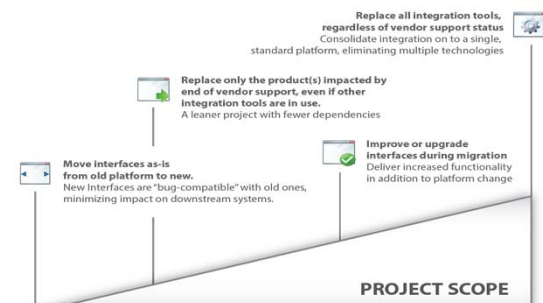 Replace all integration tools,
regardless of vendor support status
Consolidate integration on to a single,
standard platform, eliminating multiple technologies
Replace only the product(s) impacted by
end of vendor support, even if other
integration tools are in use.
A leaner project with fewer dependencies
Improve or upgrade
interfaces during migration
Deliver increased functionality
in addition to platform change
Move interfaces as-is
from old platform to new.
New Interfaces are "bug-compatible" with old ones,
minimizing impact on downstream systems.
PROJECT SCOPE